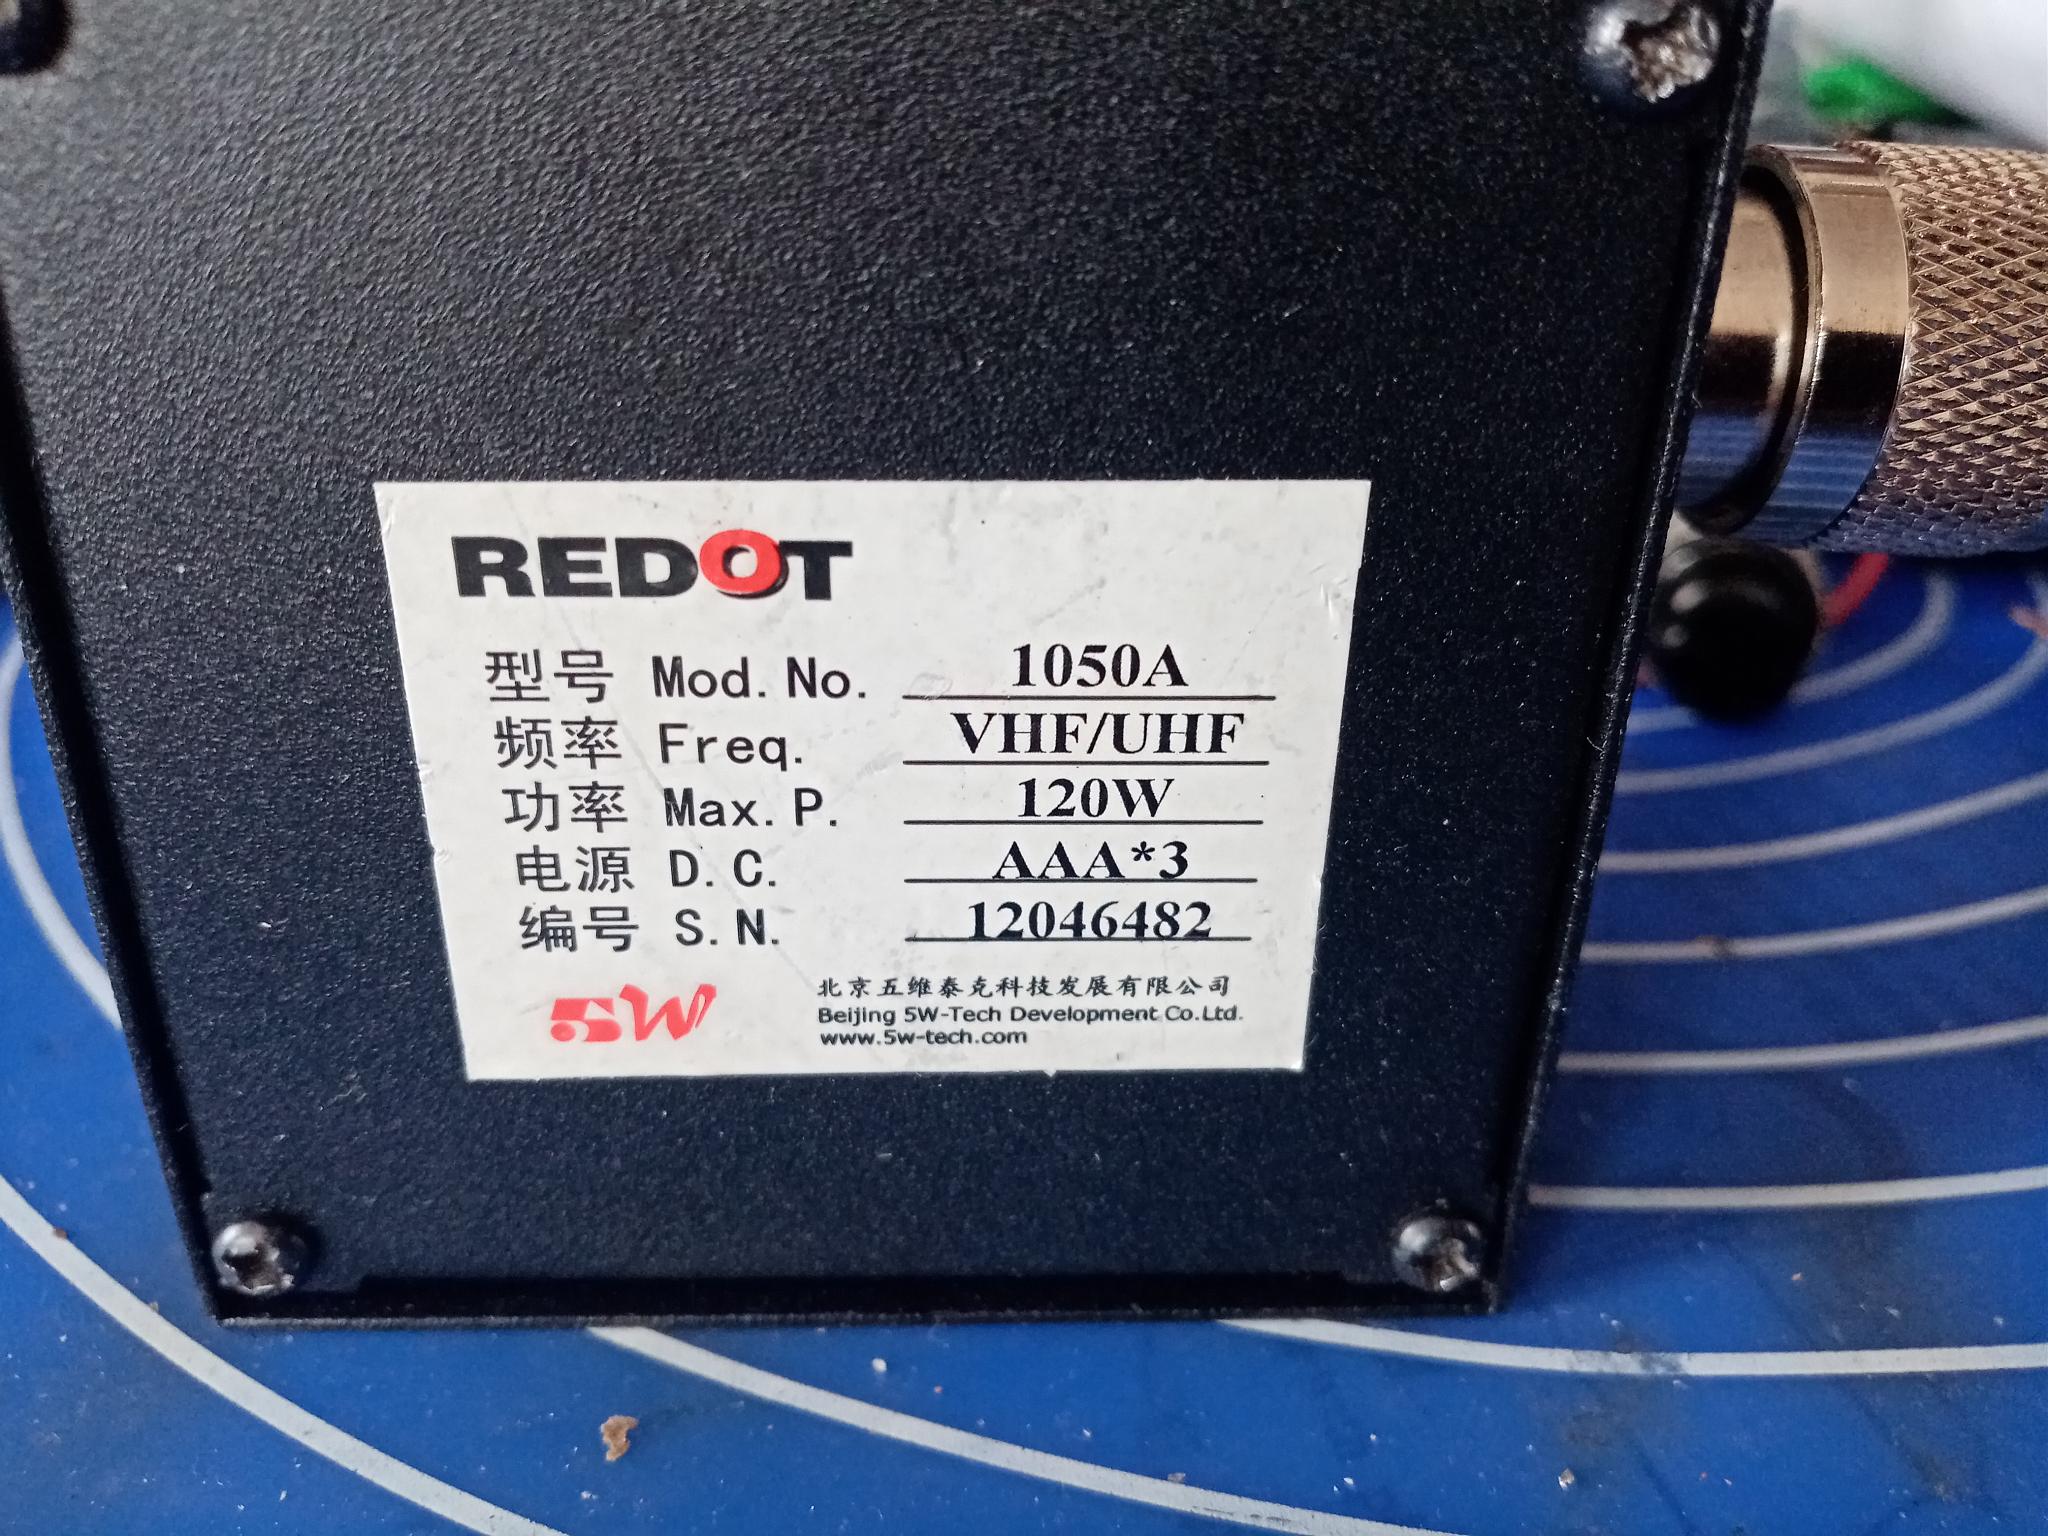 REDOT
型号 Mod.No. 1050A
频率 Freq. VHF/UHF
功率 Max.P. 120W
电源 D.C. AAA*3
编号 S.N. 12046482
5W
北京五维泰克科技发展有限公司
Beijing 5W-Tech Development Co.Ltd.
www.5w-tech.com